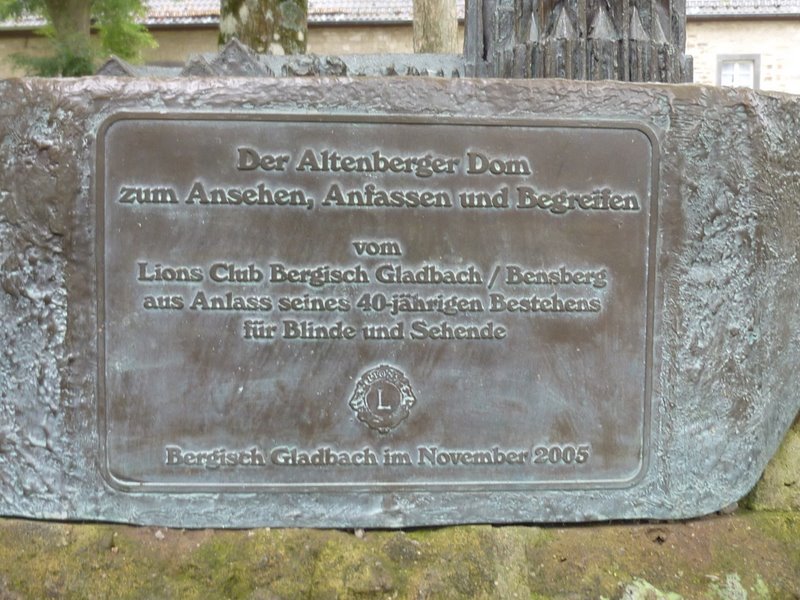 Der Altenberger Dom
zum Ansehen, Anfassen und Begreifen
vom
Lions Club Bergisch Gladbach / Bensberg
aus Anlass seines 40-jährigen Bestehens
für Blinde und Sehende
L
Bergisch Gladbach im November 2005